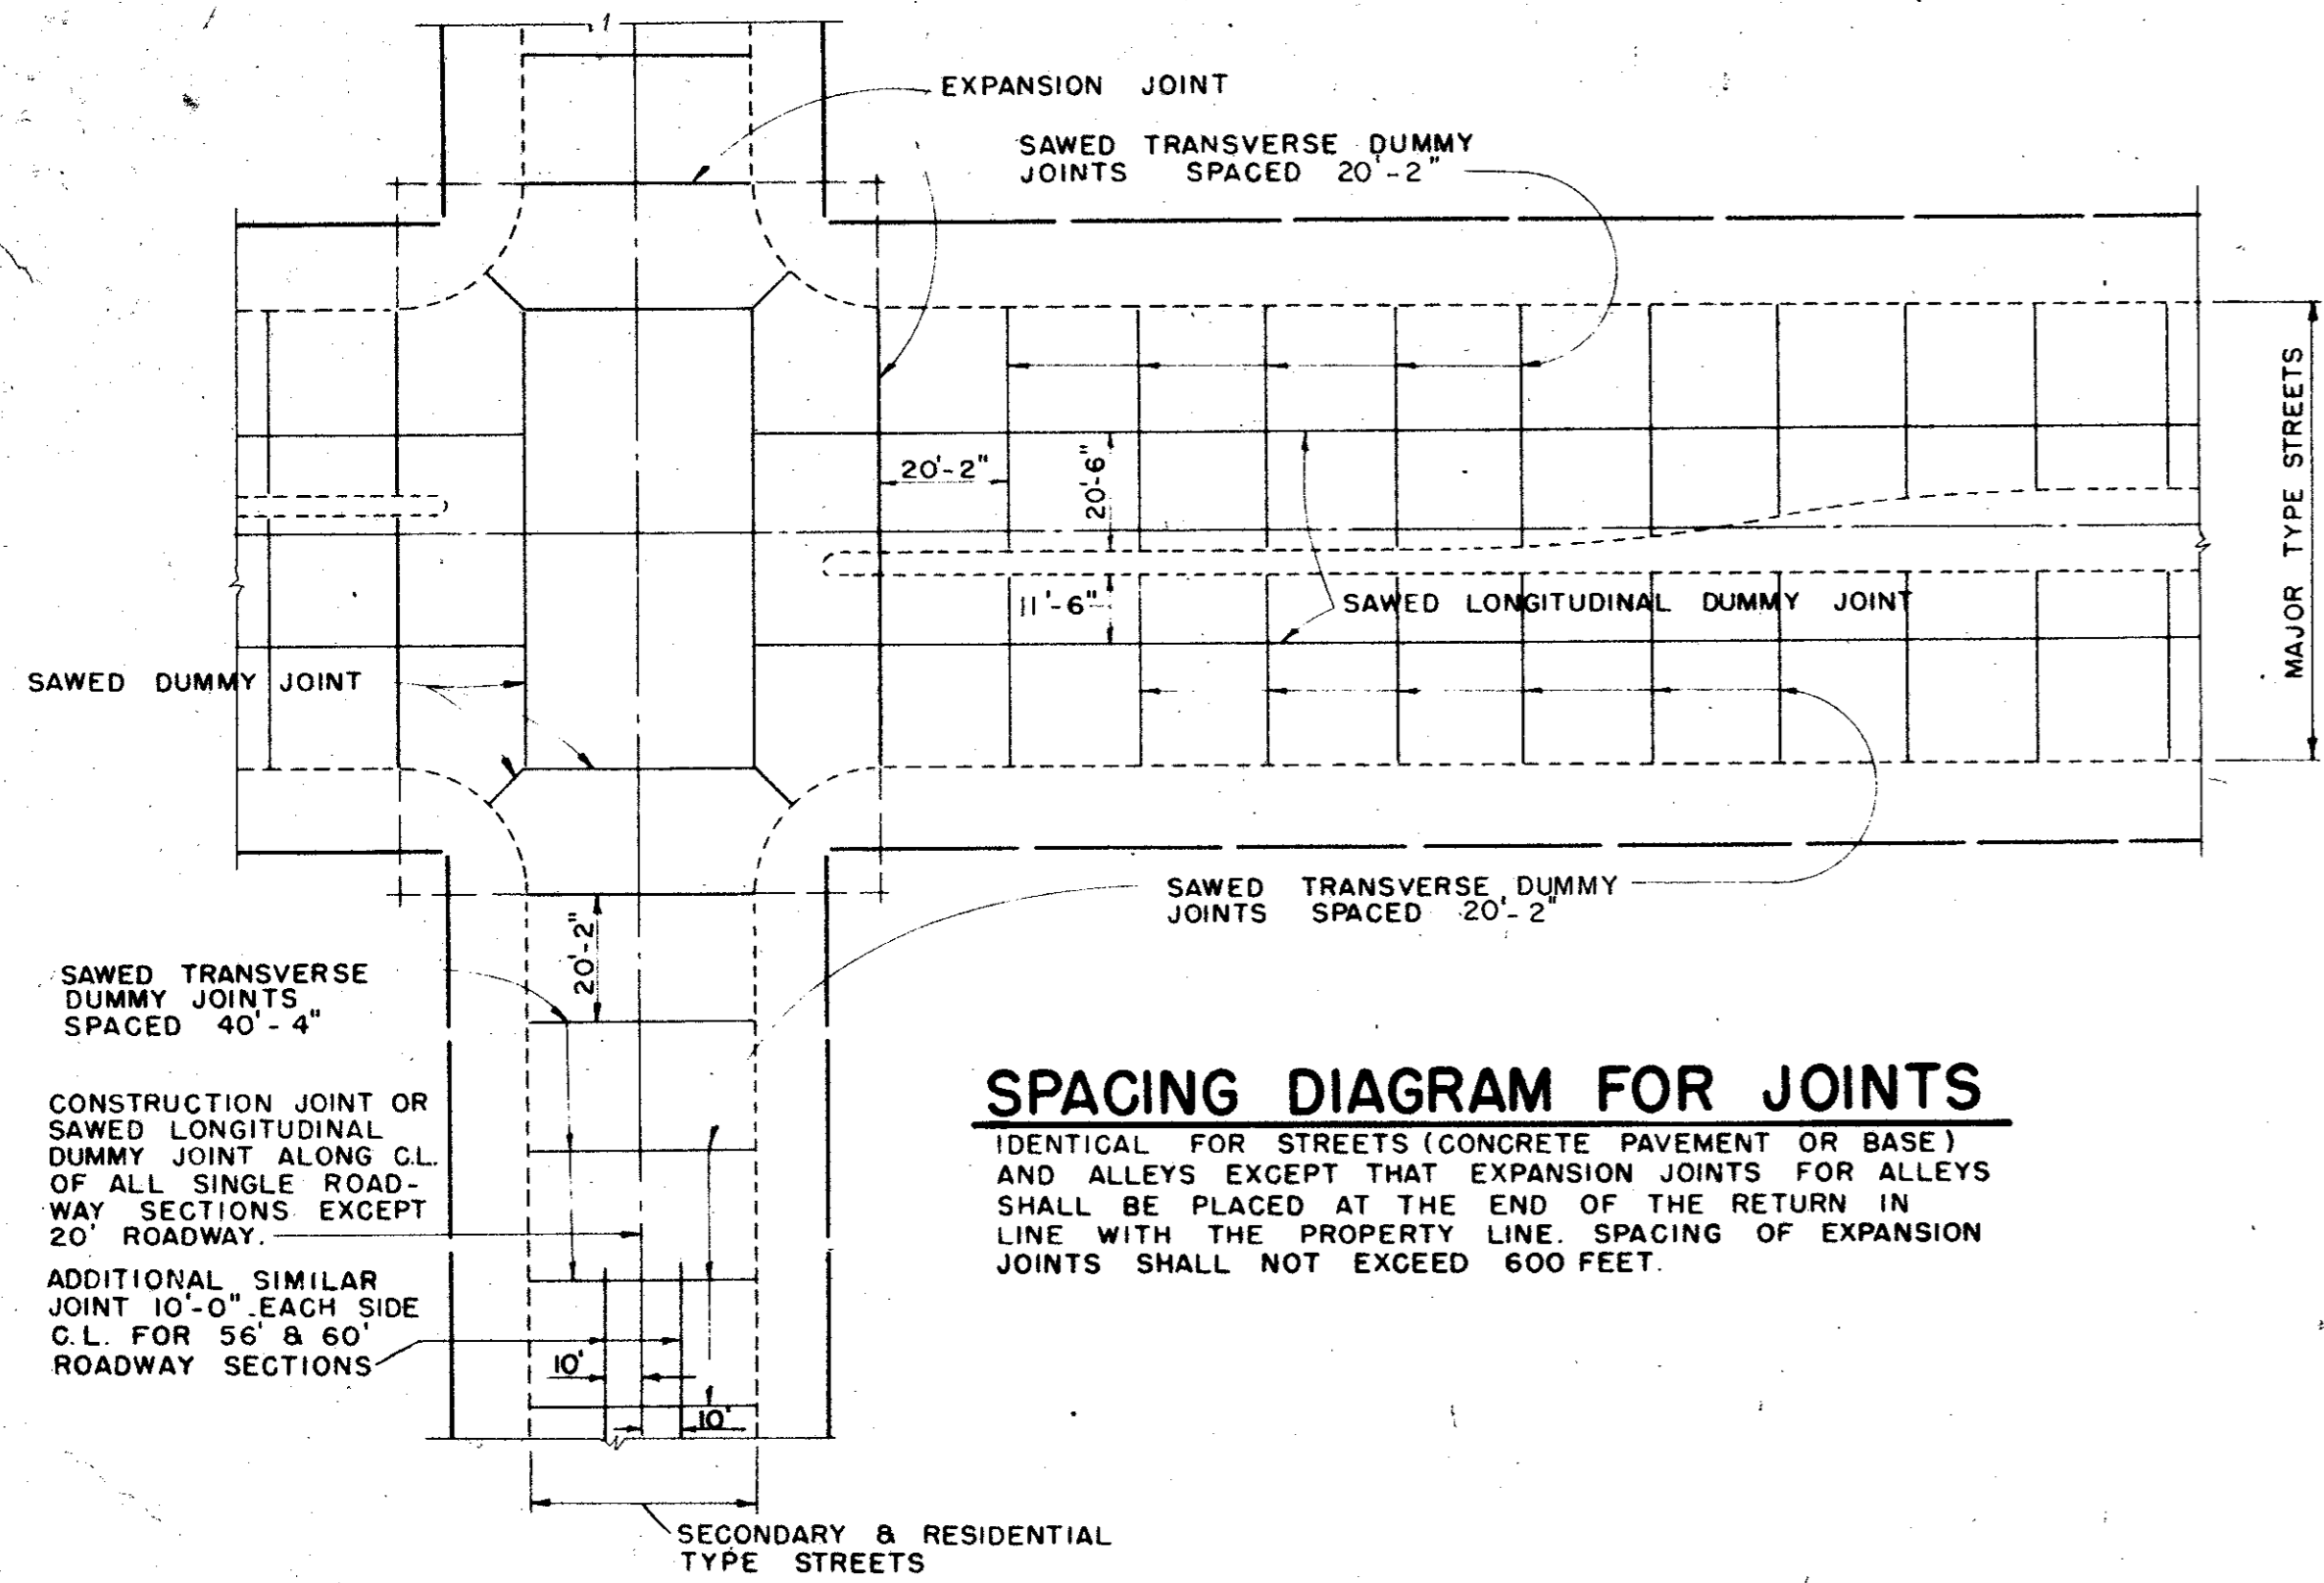 EXPANSION JOINT
SAWED TRANSVERSE DUMMY
JOINTS SPACED 20'-2"
20'-2"
20'-6"
11'-6"
SAWED LONGITUDINAL DUMMY JOINT
MAJOR TYPE STREETS
SAWED DUMMY JOINT
SAWED TRANSVERSE DUMMY
JOINTS SPACED 20'-2"
20'-2"
SAWED TRANSVERSE
DUMMY JOINTS
SPACED 40'-4"
CONSTRUCTION JOINT OR
SAWED LONGITUDINAL
DUMMY JOINT ALONG C.L.
OF ALL SINGLE ROAD-
WAY SECTIONS EXCEPT
20' ROADWAY.
ADDITIONAL SIMILAR
JOINT 10'-0" EACH SIDE
C.L. FOR 56' & 60'
ROADWAY SECTIONS
10'
10'
SECONDARY & RESIDENTIAL
TYPE STREETS
SPACING DIAGRAM FOR JOINTS
IDENTICAL FOR STREETS (CONCRETE PAVEMENT OR BASE)
AND ALLEYS EXCEPT THAT EXPANSION JOINTS FOR ALLEYS
SHALL BE PLACED AT THE END OF THE RETURN IN
LINE WITH THE PROPERTY LINE. SPACING OF EXPANSION
JOINTS SHALL NOT EXCEED 600 FEET.